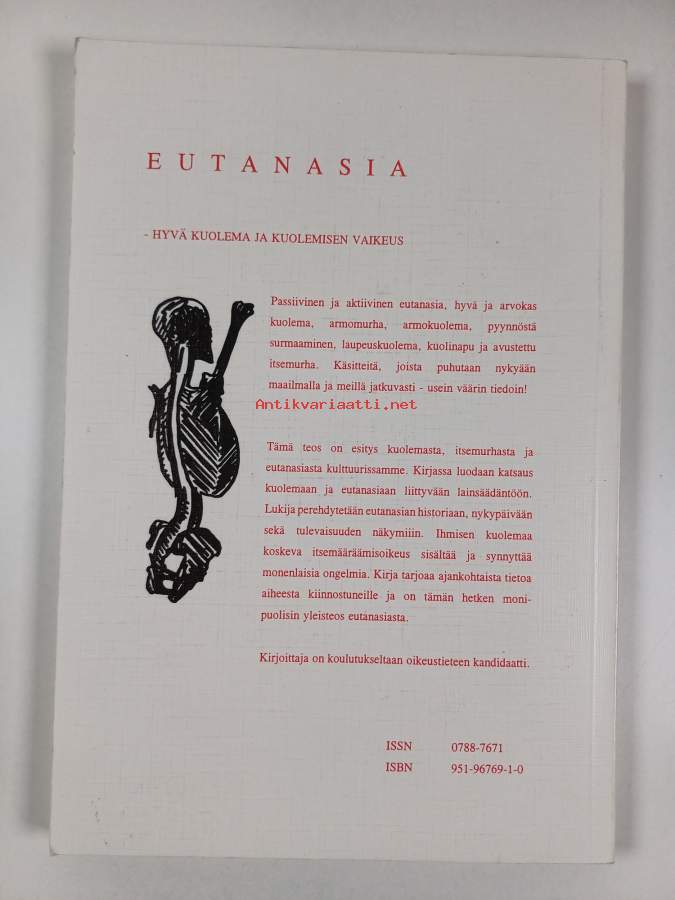 EUTANASIA
- HYVÄ KUOLEMA JA KUOLEMISEN VAIKEUS
Passiivinen ja aktiivinen eutanasia, hyvä ja arvokas
kuolema, armomurha, armokuolema, pyynnöstä
surmaaminen, laupeuskuolema, kuolinapu ja avustettu
itsemurha. Käsitteitä, joista puhutaan nykyään
maailmalla ja meillä jatkuvasti - usein väärin tiedoin!
Antikvariaatti.net
Tämä teos on esitys kuolemasta, itsemurhasta ja
eutanasiasta kulttuurissamme. Kirjassa luodaan katsaus
kuolemaan ja eutanasiaan liittyvään lainsäädäntöön.
Lukija perehdytetään eutanasian historiaan, nykypäivään
sekä tulevaisuuden näkymiiin. Ihmisen kuolemaa
koskeva itsemääräämisoikeus sisältää ja synnyttää
monenlaisia ongelmia. Kirja tarjoaa ajankohtaista tietoa
aiheesta kiinnostuneille ja on tämän hetken moni-
puolisin yleisteos eutanasiasta.
Kirjoittaja on koulutukseltaan oikeustieteen kandidaatti.
ISSN 0788-7671
ISBN 951-96769-1-0